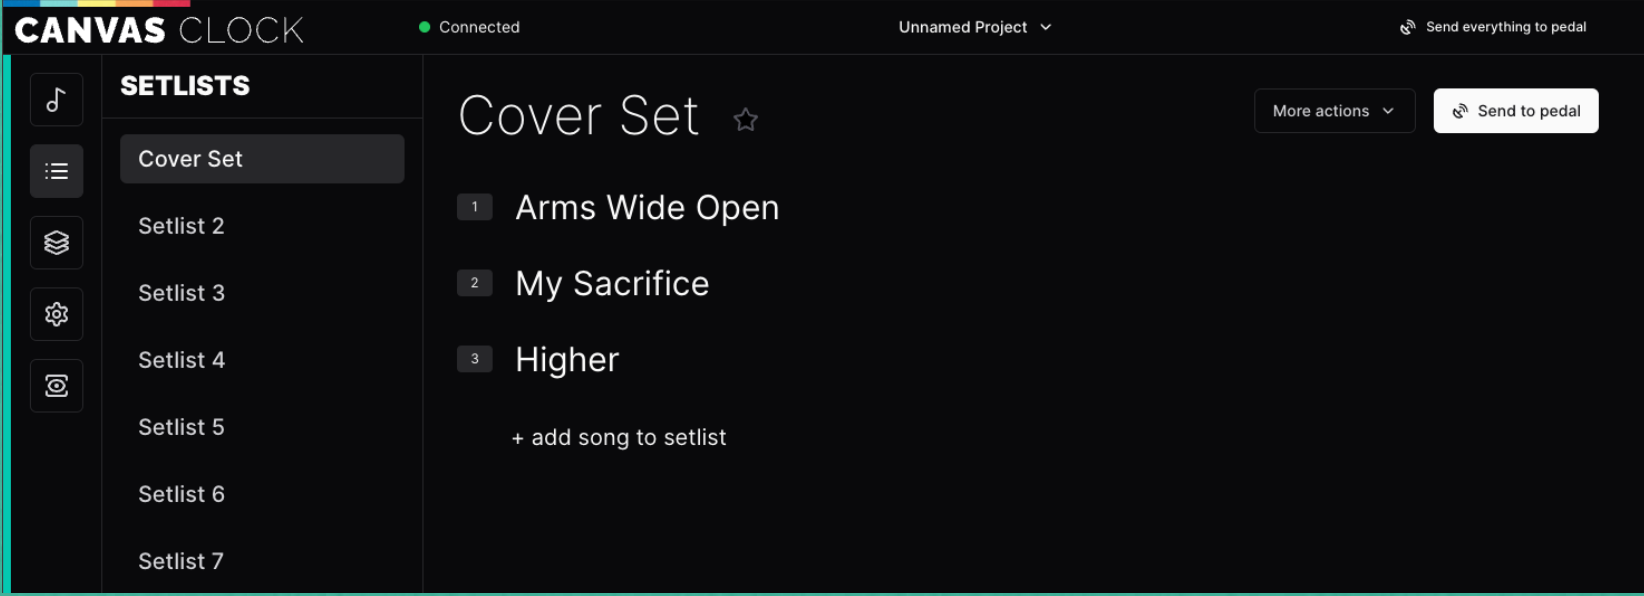 CANVAS CLOCK
Connected
Unnamed Project
Send everything to pedal
SETLISTS
Cover Set
Setlist 2
Setlist 3
Setlist 4
Setlist 5
Setlist 6
Setlist 7
Cover Set
More actions
Send to pedal
1 Arms Wide Open
2 My Sacrifice
3 Higher
+ add song to setlist